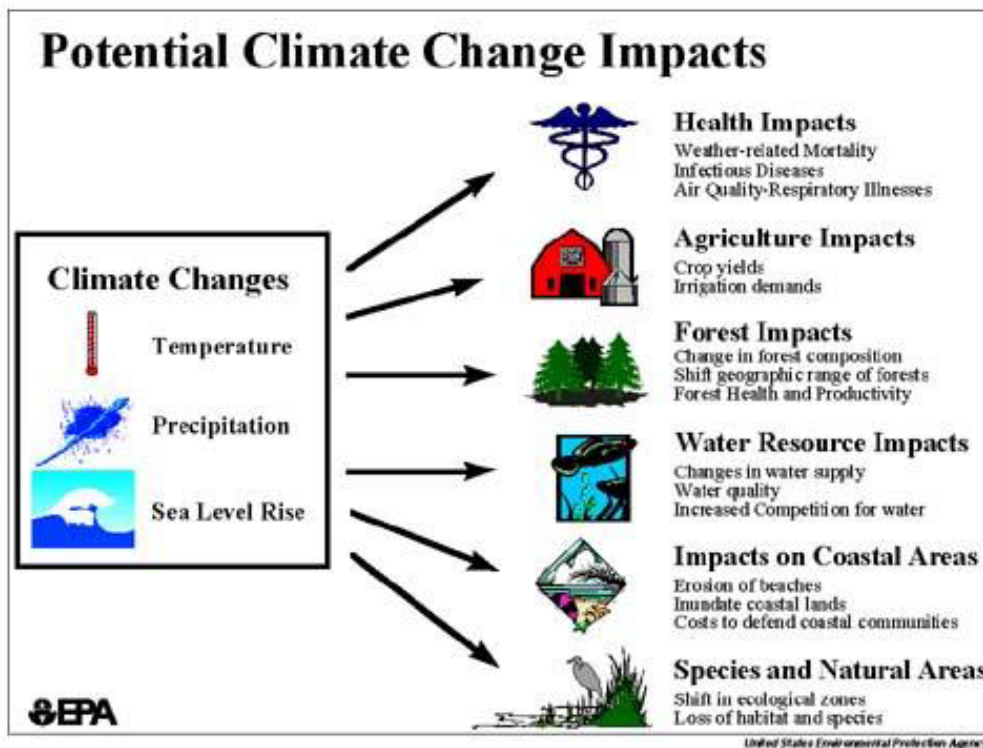 Potential Climate Change Impacts
Climate Changes
Temperature
Precipitation
Sea Level Rise
Health Impacts
Weather-related Mortality
Infectious Diseases
Air Quality-Respiratory Illnesses
Agriculture Impacts
Crop yields
Irrigation demands
Forest Impacts
Change in forest composition
Shift geographic range of forests
Forest Health and Productivity
Water Resource Impacts
Changes in water supply
Water quality
Increased Competition for water
Impacts on Coastal Areas
Erosion of beaches
Inundate coastal lands
Costs to defend coastal communities
Species and Natural Areas
Shift in ecological zones
Loss of habitat and species
EPA
United States Environmental Protection Agency